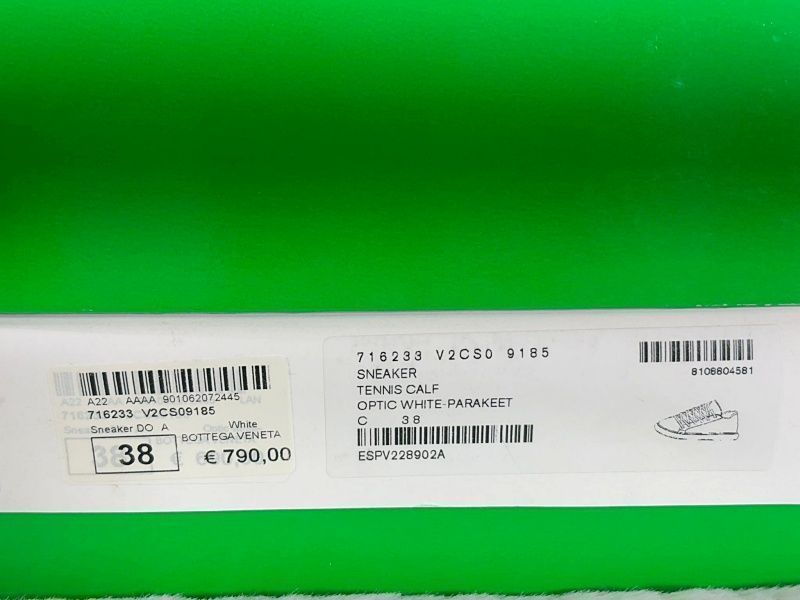 A22 AAAA 901062072445
716233 V2CS09185
Sneaker DO A White
BOTTEGA VENETA
38 € 790,00
716233 V2CS0 9185
SNEAKER
TENNIS CALF
OPTIC WHITE-PARAKEET
C 38
ESPV228902A
8108804581